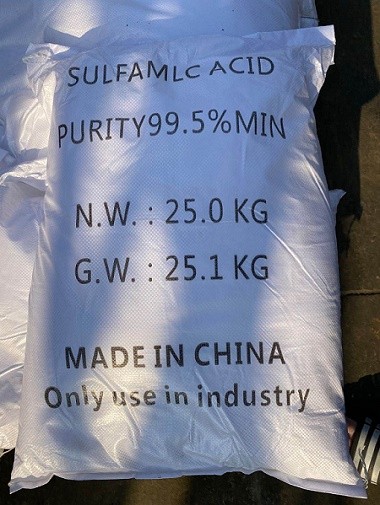 SULFAMLC ACID
PURITY99.5%MIN
N.W. : 25.0 KG
G.W. : 25.1 KG
MADE IN CHINA
Only use in industry